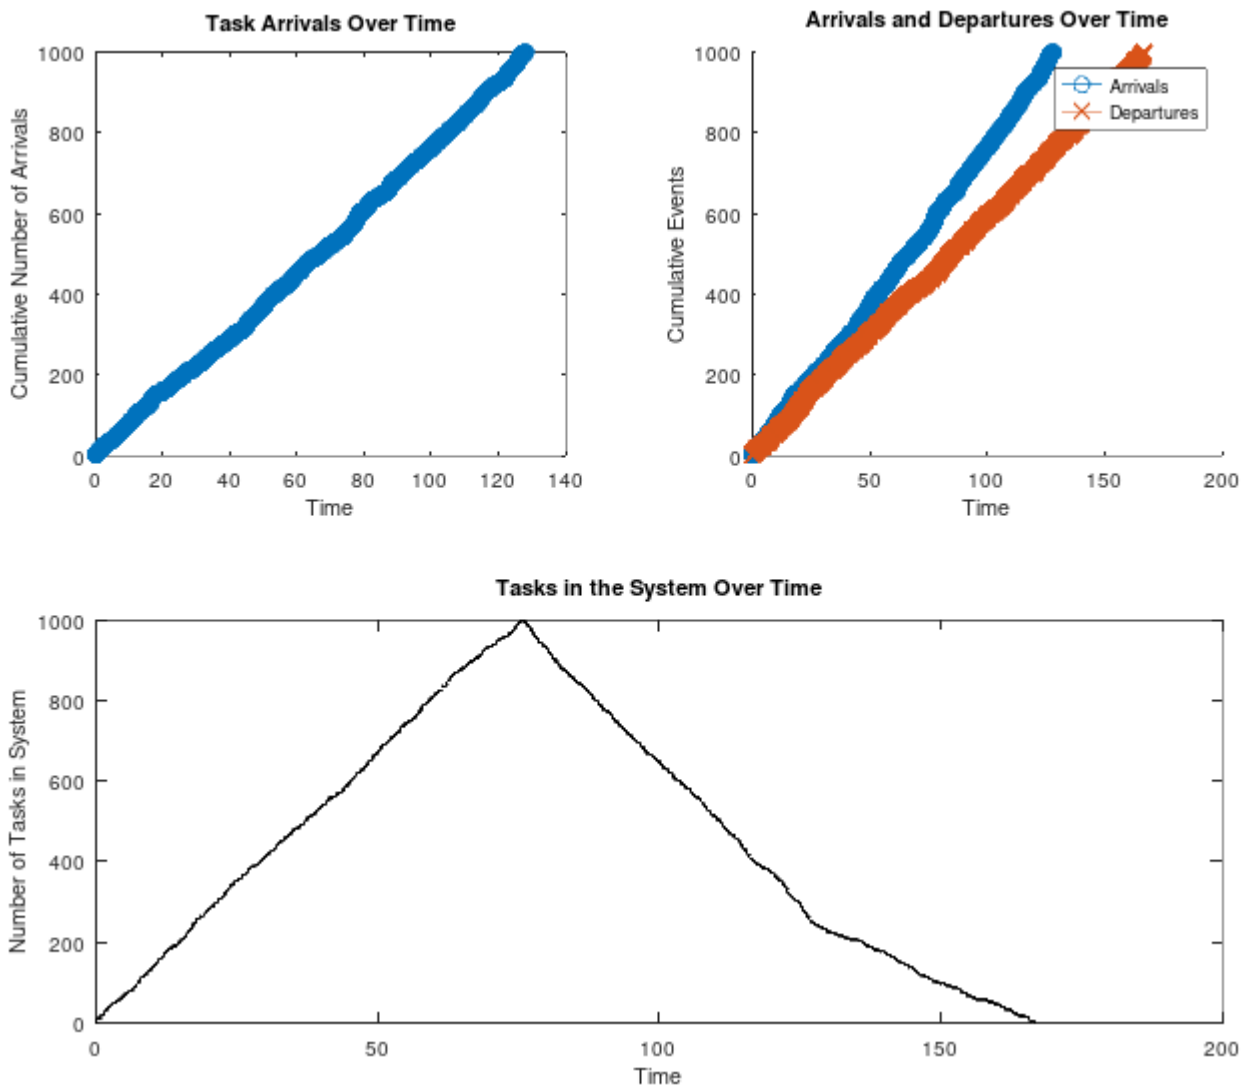 Task Arrivals Over Time
Cumulative Number of Arrivals
1000
800
600
400
200
0
0 20 40 60 80 100 120 140
Time
Arrivals and Departures Over Time
Cumulative Events
1000
800
600
400
200
0
Arrivals
Departures
0 50 100 150 200
Time
Tasks in the System Over Time
Number of Tasks in System
1000
800
600
400
200
0
0 50 100 150 200
Time